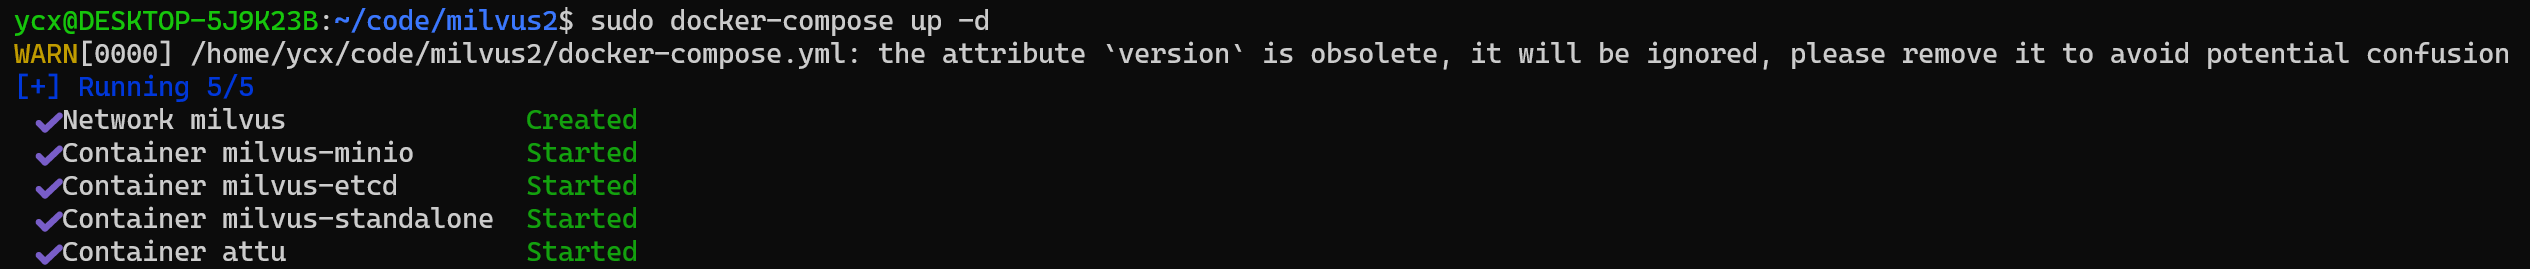 ycx@DESKTOP-5J9K23B:~/code/milvus2$ sudo docker-compose up -d
WARN[0000] /home/ycx/code/milvus2/docker-compose.yml: the attribute `version` is obsolete, it will be ignored, please remove it to avoid potential confusion
[+] Running 5/5
✔Network milvus Created
✔Container milvus-minio Started
✔Container milvus-etcd Started
✔Container milvus-standalone Started
✔Container attu Started